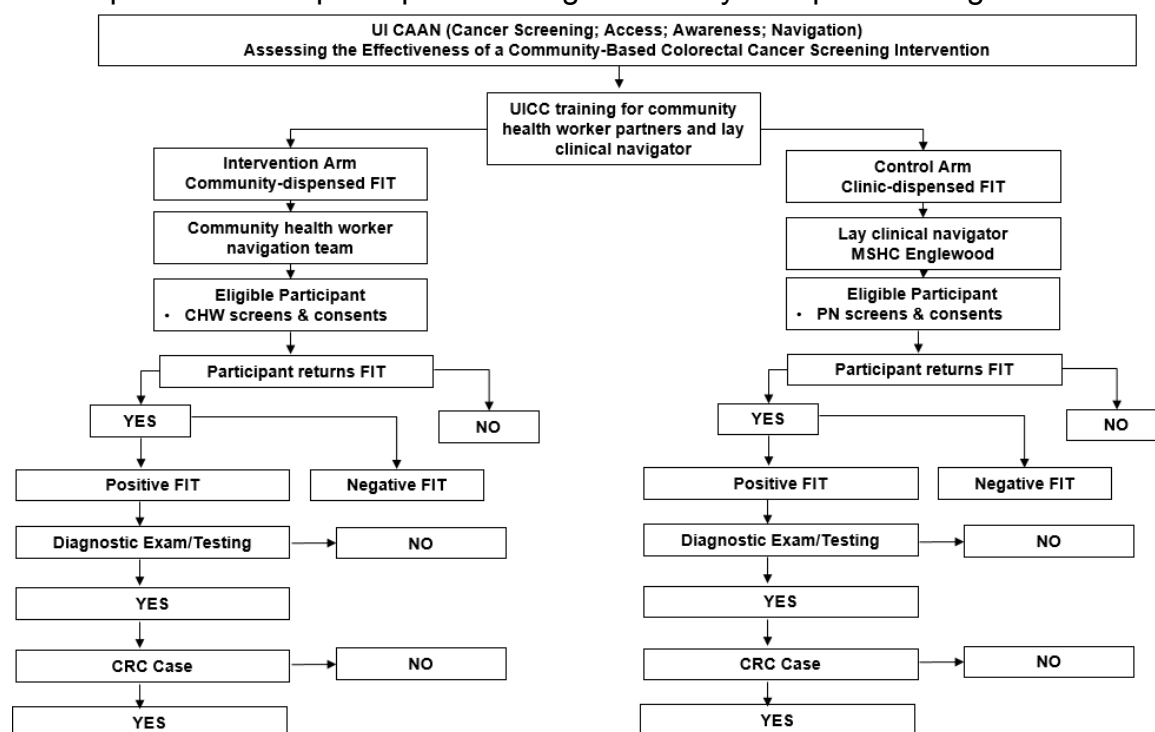 UI CAAN (Cancer Screening; Access; Awareness; Navigation)
Assessing the Effectiveness of a Community-Based Colorectal Cancer Screening Intervention
UICC training for community
health worker partners and lay
clinical navigator
Intervention Arm
Community-dispensed FIT
Community health worker
navigation team
Eligible Participant
• CHW screens & consents
Participant returns FIT
YES
NO
Positive FIT
Negative FIT
Diagnostic Exam/Testing
NO
YES
CRC Case
NO
YES
Control Arm
Clinic-dispensed FIT
Lay clinical navigator
MSHC Englewood
Eligible Participant
• PN screens & consents
Participant returns FIT
YES
NO
Positive FIT
Negative FIT
Diagnostic Exam/Testing
NO
YES
CRC Case
NO
YES